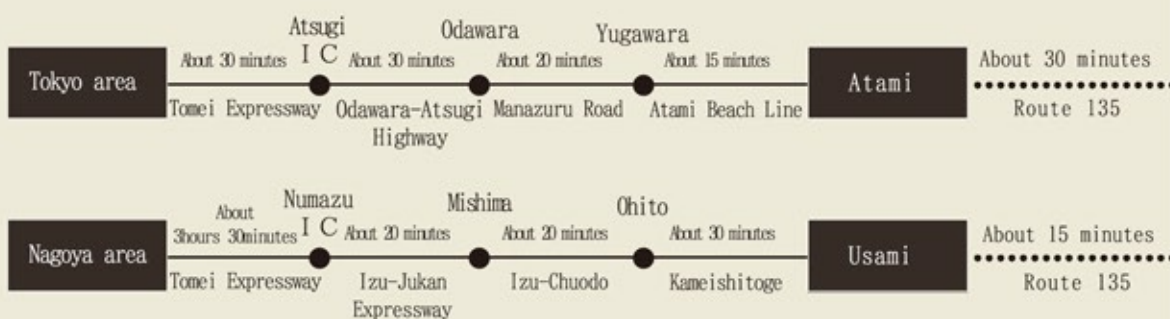 Atsugi
IC
Odawara
Yugawara
Tokyo area
About 30 minutes
About 30 minutes
About 20 minutes
About 15 minutes
Atami
About 30 minutes
Tomei Expressway
Odawara-Atsugi
Highway
Manazuru Road
Atami Beach Line
Route 135
Numazu
IC
Mishima
Ohito
Nagoya area
About
3hours 30minutes
About 20 minutes
About 20 minutes
About 30 minutes
Usami
About 15 minutes
Tomei Expressway
Izu-Jukan
Expressway
Izu-Chuodo
Kameishitoge
Route 135